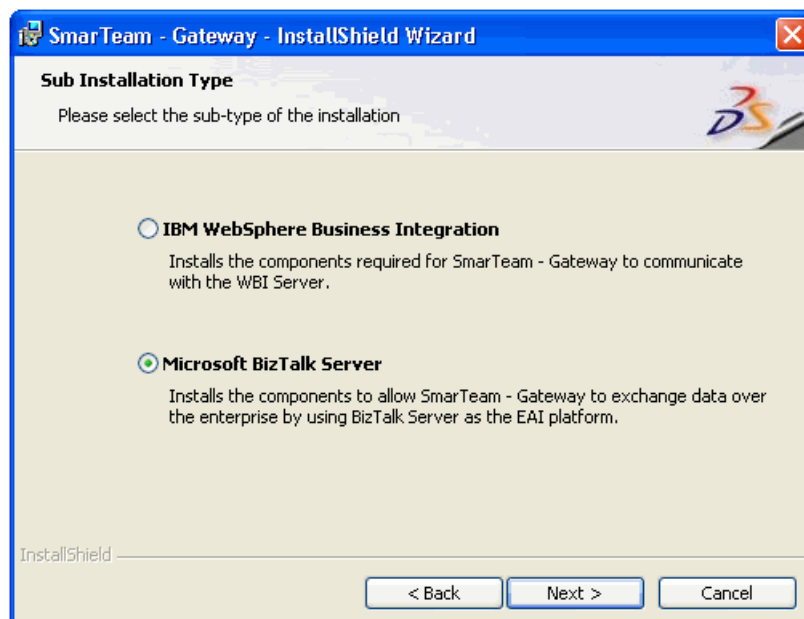 SmarTeam - Gateway - InstallShield Wizard
Sub Installation Type
Please select the sub-type of the installation
IBM WebSphere Business Integration
Installs the components required for SmarTeam - Gateway to communicate
with the WBI Server.
Microsoft BizTalk Server
Installs the components to allow SmarTeam - Gateway to exchange data over
the enterprise by using BizTalk Server as the EAI platform.
InstallShield
< Back Next > Cancel